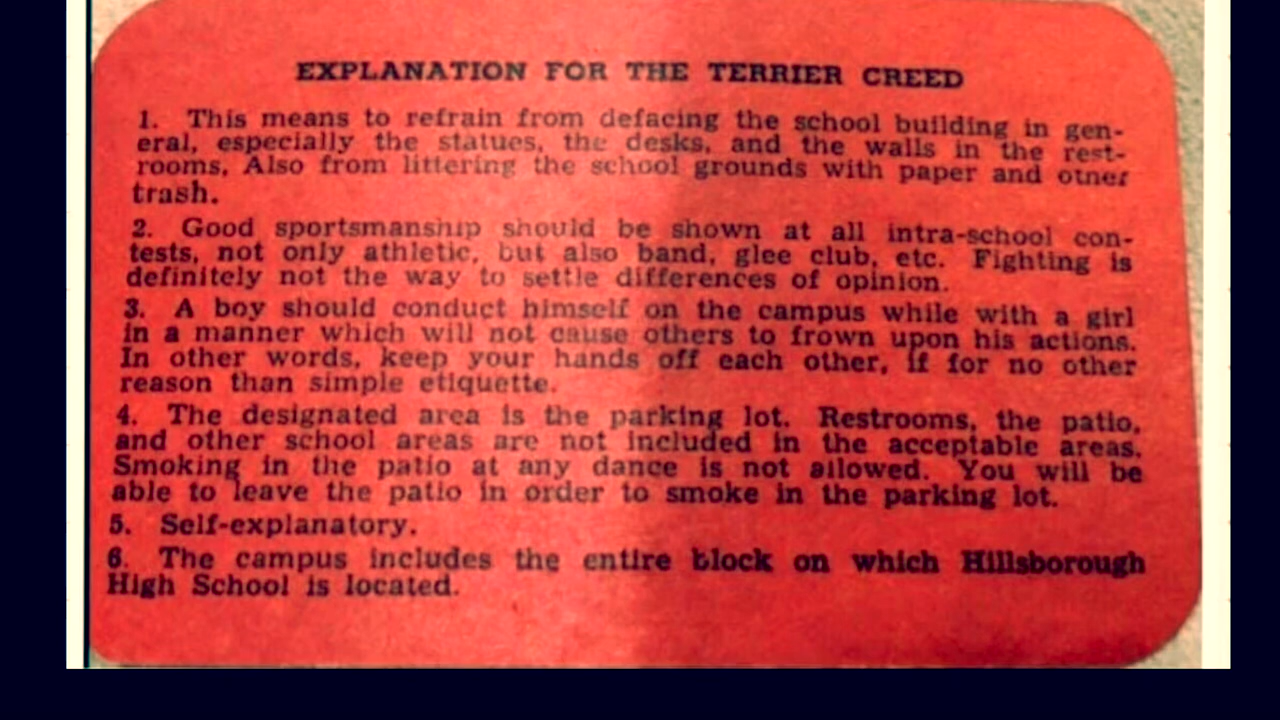 EXPLANATION FOR THE TERRIER CREED
1. This means to refrain from defacing the school building in gen-
eral, especially the statues, the desks, and the walls in the rest-
rooms, Also from littering the school grounds with paper and other
trash.
2. Good sportsmanship should be shown at all intra-school con-
tests, not only athletic, but also band, glee club, etc. Fighting is
definitely not the way to settle differences of opinion.
3. A boy should conduct himself on the campus while with a girl
in a manner which will not cause others to frown upon his actions.
In other words, keep your hands off each other, if for no other
reason than simple etiquette.
4. The designated area is the parking lot. Restrooms, the patio,
and other school areas are not included in the acceptable areas.
Smoking in the patio at any dance is not allowed. You will be
able to leave the patio in order to smoke in the parking lot.
5. Self-explanatory.
6. The campus includes the entire block on which Hillsborough
High School is located.